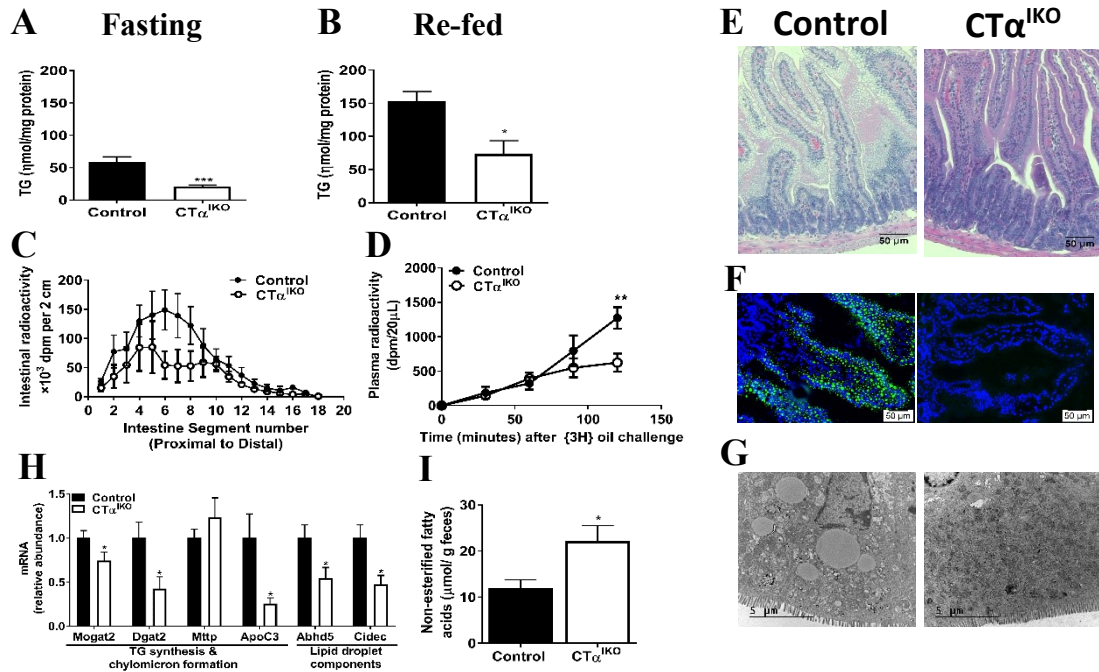 A Fasting
TG (ηmol/mg protein)
200
150
100
50
0
***
Control
CTα^IKO
B Re-fed
TG (ηmol/mg protein)
200
150
100
50
0
*
Control
CTα^IKO
C
Intestinal radioactivity
×10³ dpm per 2 cm
200
150
100
50
0
Control
CTα^IKO
0 2 4 6 8 10 12 14 16 18 20
Intestine Segment number
(Proximal to Distal)
D
Plasma radioactivity
(dpm/20µL)
2000
1500
1000
500
0
Control
CTα^IKO
**
0 50 100 150
Time (minutes) after {3H} oil challenge
E Control CTα^IKO
50 µm
50 µm
F
50 µm
50 µm
G
5 µm
5 µm
H
mRNA
(relative abundance)
1.5
1.0
0.5
0.0
Control
CTα^IKO
* * * * *
Mogat2 Dgat2 Mttp ApoC3 Abhd5 Cidec
TG synthesis &
chylomicron formation
Lipid droplet
components
I
Non-esterified fatty
acids (µmol/ g feces)
40
30
20
10
0
*
Control
CTα^IKO